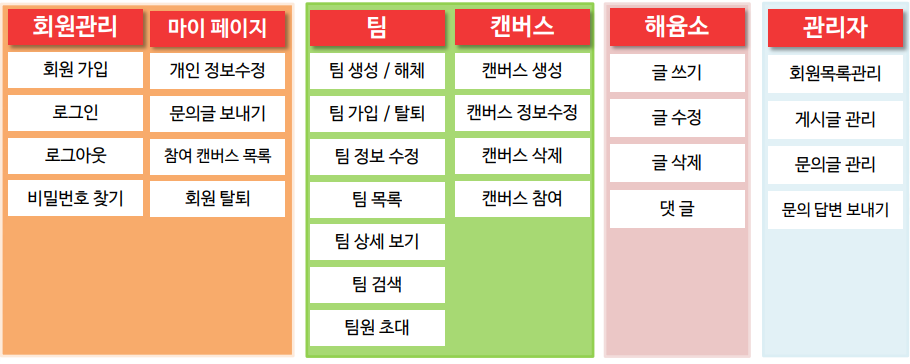 회원관리
회원 가입
로그인
로그아웃
비밀번호 찾기
마이 페이지
개인 정보수정
문의글 보내기
참여 캔버스 목록
회원 탈퇴
팀
팀 생성 / 해체
팀 가입 / 탈퇴
팀 정보 수정
팀 목록
팀 상세 보기
팀 검색
팀원 초대
캔버스
캔버스 생성
캔버스 정보수정
캔버스 삭제
캔버스 참여
해윰소
글 쓰기
글 수정
글 삭제
댓 글
관리자
회원목록관리
게시글 관리
문의글 관리
문의 답변 보내기